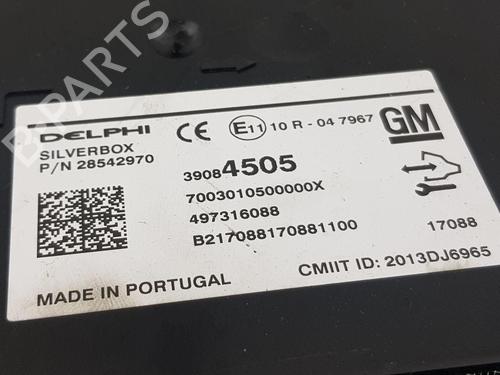 B-PARTS
DELPHI
SILVERBOX
P/N 28542970
CE
E11 10 R - 04 7967
GM
39084505
7003010500000X
497316088
B217088170881100
17088
MADE IN PORTUGAL
CMIIT ID: 2013DJ6965